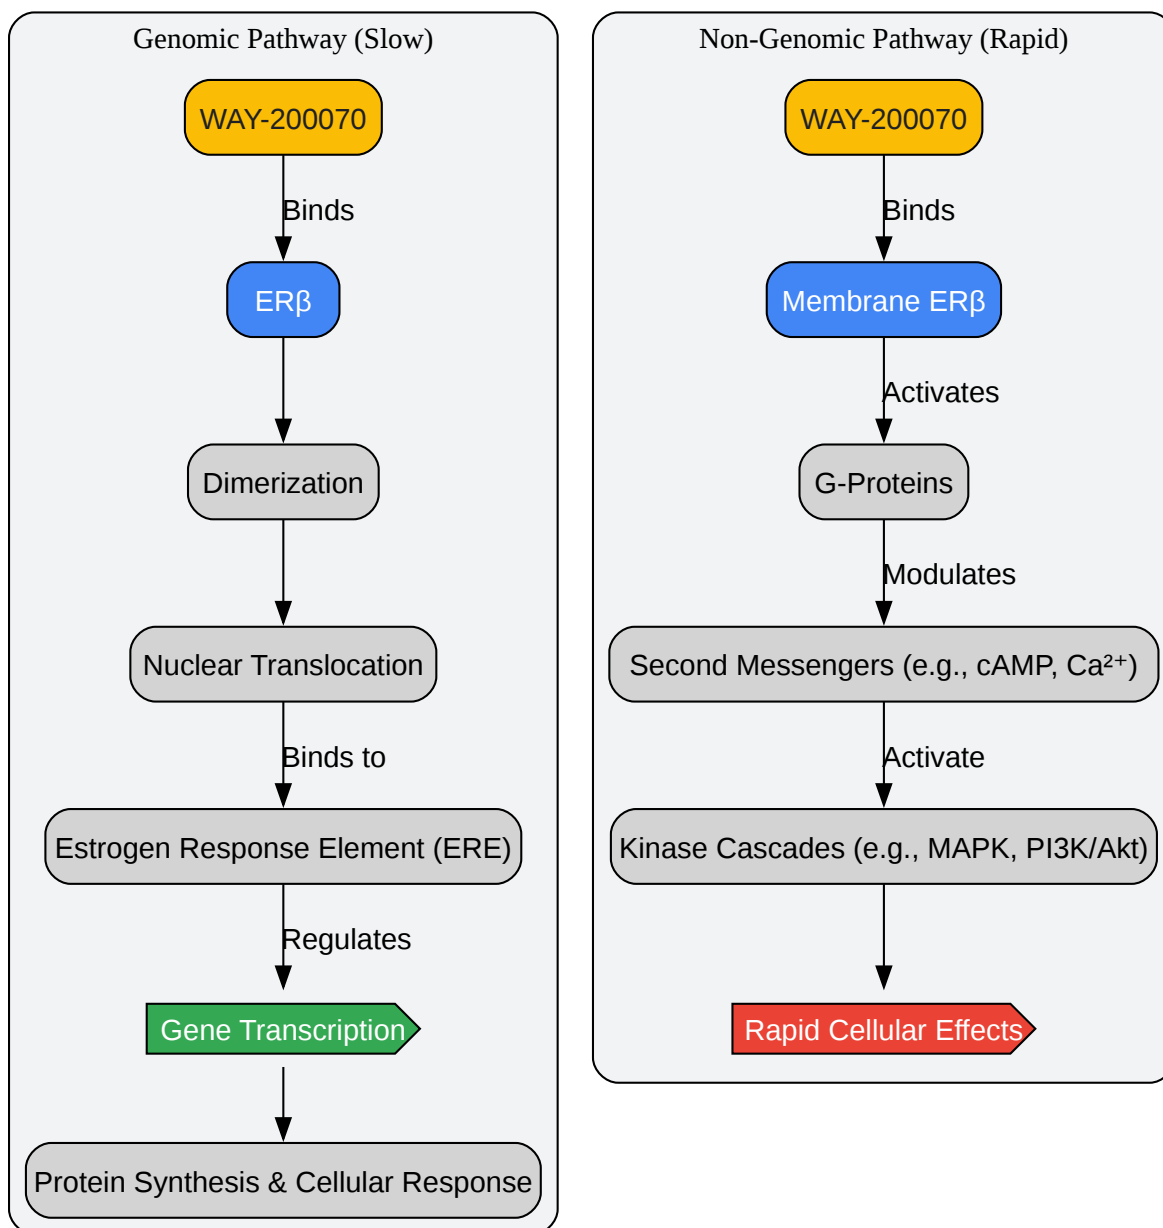 Genomic Pathway (Slow)
WAY-200070
Binds
ERβ
Dimerization
Nuclear Translocation
Binds to
Estrogen Response Element (ERE)
Regulates
Gene Transcription
Protein Synthesis & Cellular Response
Non-Genomic Pathway (Rapid)
WAY-200070
Binds
Membrane ERβ
Activates
G-Proteins
Modulates
Second Messengers (e.g., cAMP, Ca²⁺)
Activate
Kinase Cascades (e.g., MAPK, PI3K/Akt)
Rapid Cellular Effects